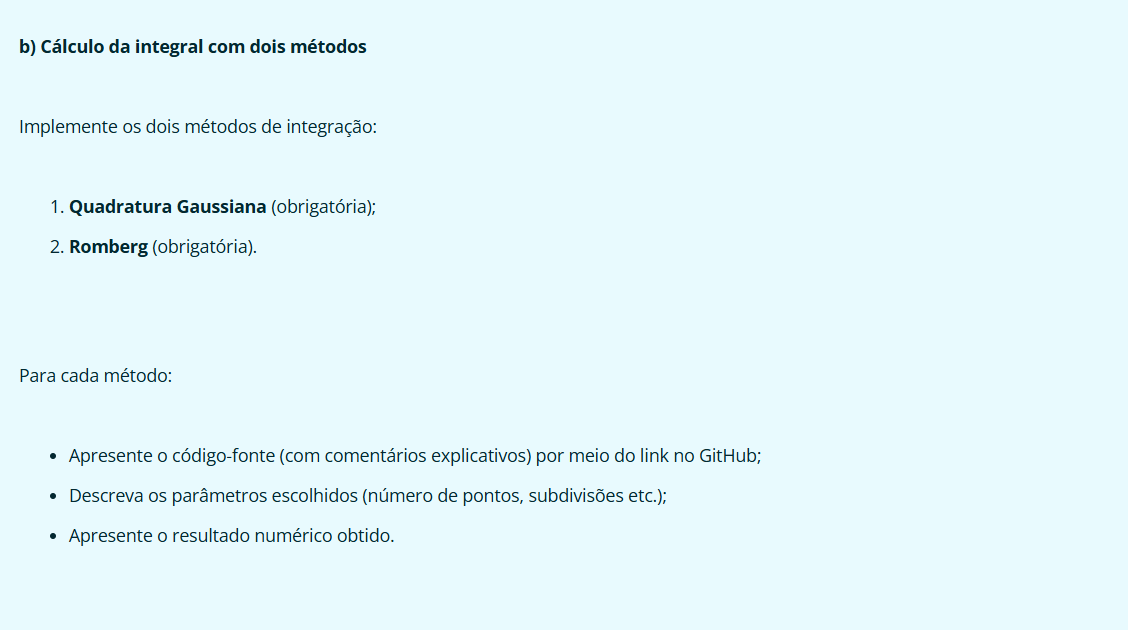 b) Cálculo da integral com dois métodos
Implemente os dois métodos de integração:
1. Quadratura Gaussiana (obrigatória);
2. Romberg (obrigatória).
Para cada método:
• Apresente o código-fonte (com comentários explicativos) por meio do link no GitHub;
• Descreva os parâmetros escolhidos (número de pontos, subdivisões etc.);
• Apresente o resultado numérico obtido.